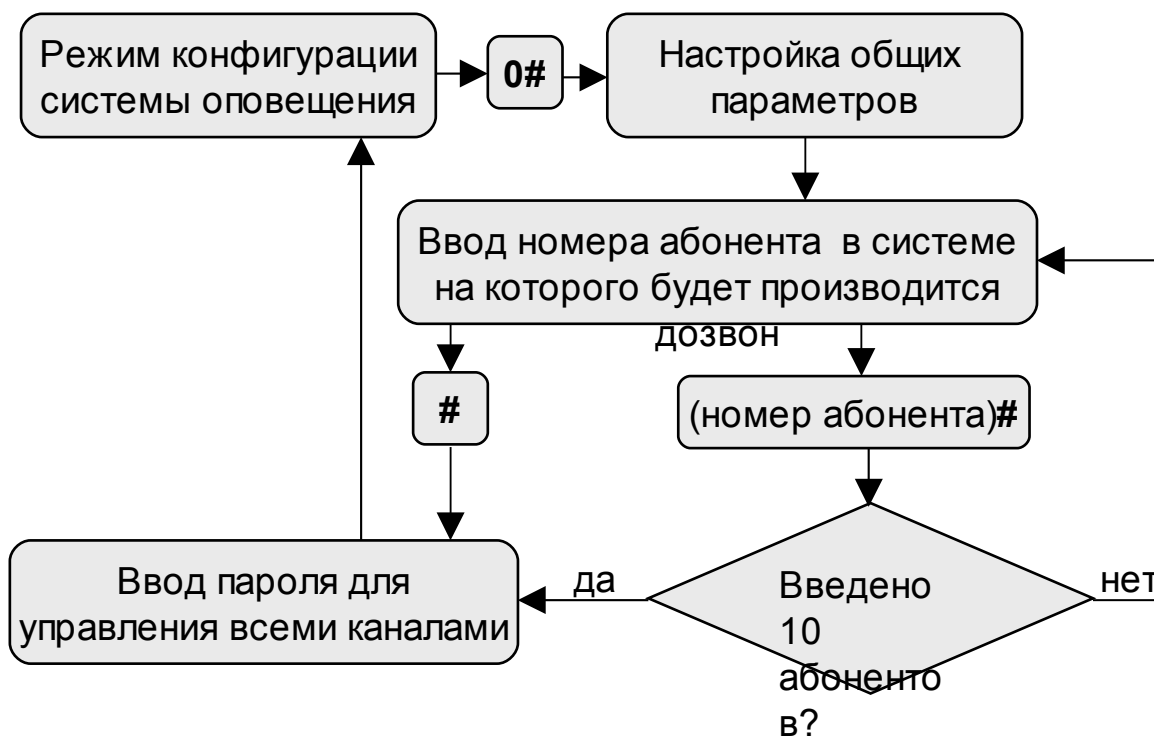 Режим конфигурации
системы оповещения
0#
Настройка общих
параметров
Ввод номера абонента в системе
на которого будет производится
дозвон
#
(номер абонента)#
Ввод пароля для
управления всеми каналами
да
Введено
10
абоненто
в?
нет